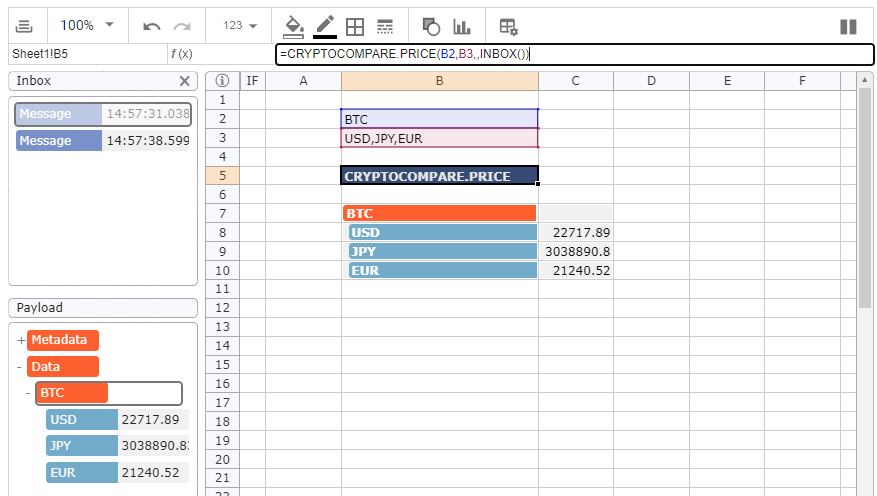 100% 123
Sheet1!B5 f (x) =CRYPTOCOMPARE.PRICE(B2,B3,,INBOX())
Inbox
Message 14:57:31.038
Message 14:57:38.599
Payload
+ Metadata
- Data
- BTC
USD 22717.89
JPY 3038890.8
EUR 21240.52
IF A B C D E F
1
2 BTC
3 USD,JPY,EUR
4
5 CRYPTOCOMPARE.PRICE
6
7 BTC
8 USD 22717.89
9 JPY 3038890.8
10 EUR 21240.52
11
12
13
14
15
16
17
18
19
20
21